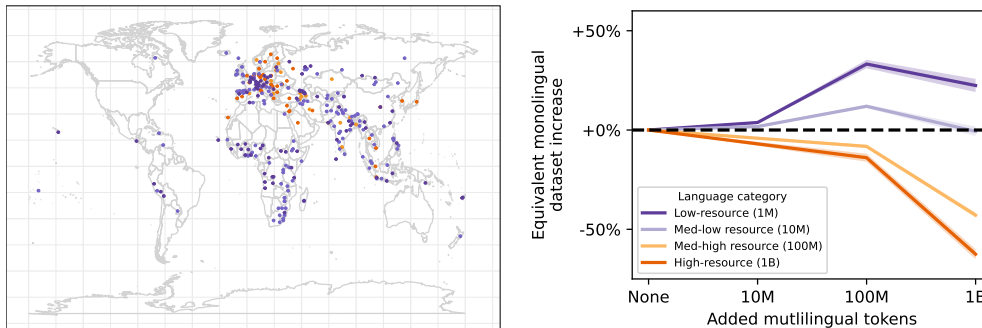 +50%
+0%
-50%
Equivalent monolingual
dataset increase
Language category
Low-resource (1M)
Med-low resource (10M)
Med-high resource (100M)
High-resource (1B)
None
10M
100M
Added mutlilingual tokens